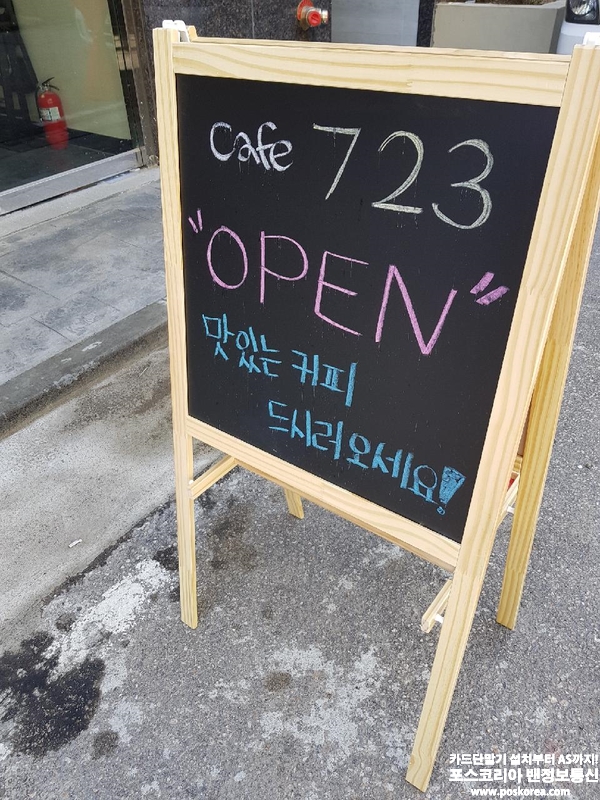 Cafe 723
"OPEN"
맛있는 커피
드시러 오세요!
카드단말기 설치부터 AS까지!
포스코리아 밴정보통신
www.poskorea.com